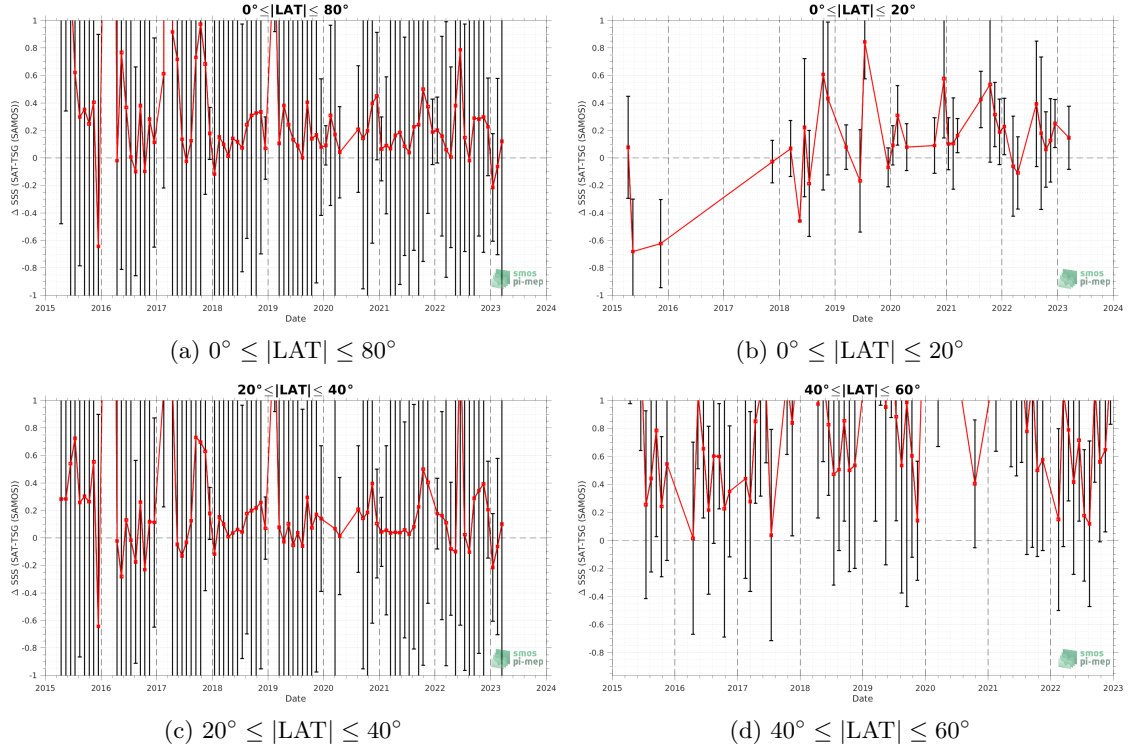 0°≤|LAT|≤ 80°
Δ SSS (SAT-TSG (SAMOS))
1
0.8
0.6
0.4
0.2
0
-0.2
-0.4
-0.6
-0.8
-1
2015 2016 2017 2018 2019 2020 2021 2022 2023 2024
Date
smos
pi-mep
(a) 0° ≤ |LAT| ≤ 80°
0°≤|LAT|≤ 20°
Δ SSS (SAT-TSG (SAMOS))
1
0.8
0.6
0.4
0.2
0
-0.2
-0.4
-0.6
-0.8
-1
2015 2016 2017 2018 2019 2020 2021 2022 2023 2024
Date
smos
pi-mep
(b) 0° ≤ |LAT| ≤ 20°
20°≤|LAT|≤ 40°
Δ SSS (SAT-TSG (SAMOS))
1
0.8
0.6
0.4
0.2
0
-0.2
-0.4
-0.6
-0.8
-1
2015 2016 2017 2018 2019 2020 2021 2022 2023 2024
Date
smos
pi-mep
(c) 20° ≤ |LAT| ≤ 40°
40°≤|LAT|≤ 60°
Δ SSS (SAT-TSG (SAMOS))
1
0.8
0.6
0.4
0.2
0
-0.2
-0.4
-0.6
-0.8
2015 2016 2017 2018 2019 2020 2021 2022 2023
Date
smos
pi-mep
(d) 40° ≤ |LAT| ≤ 60°